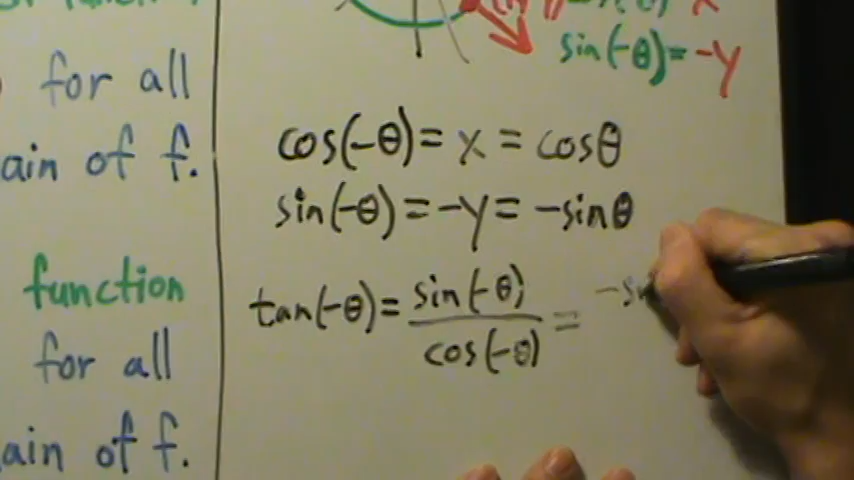 for all
ain of f.
function
for all
ain of f.
sin(-θ)= -y
cos(-θ)= x = cosθ
sin(-θ) = -y = -sinθ
tan(-θ)= sin(-θ)/cos(-θ) = -s